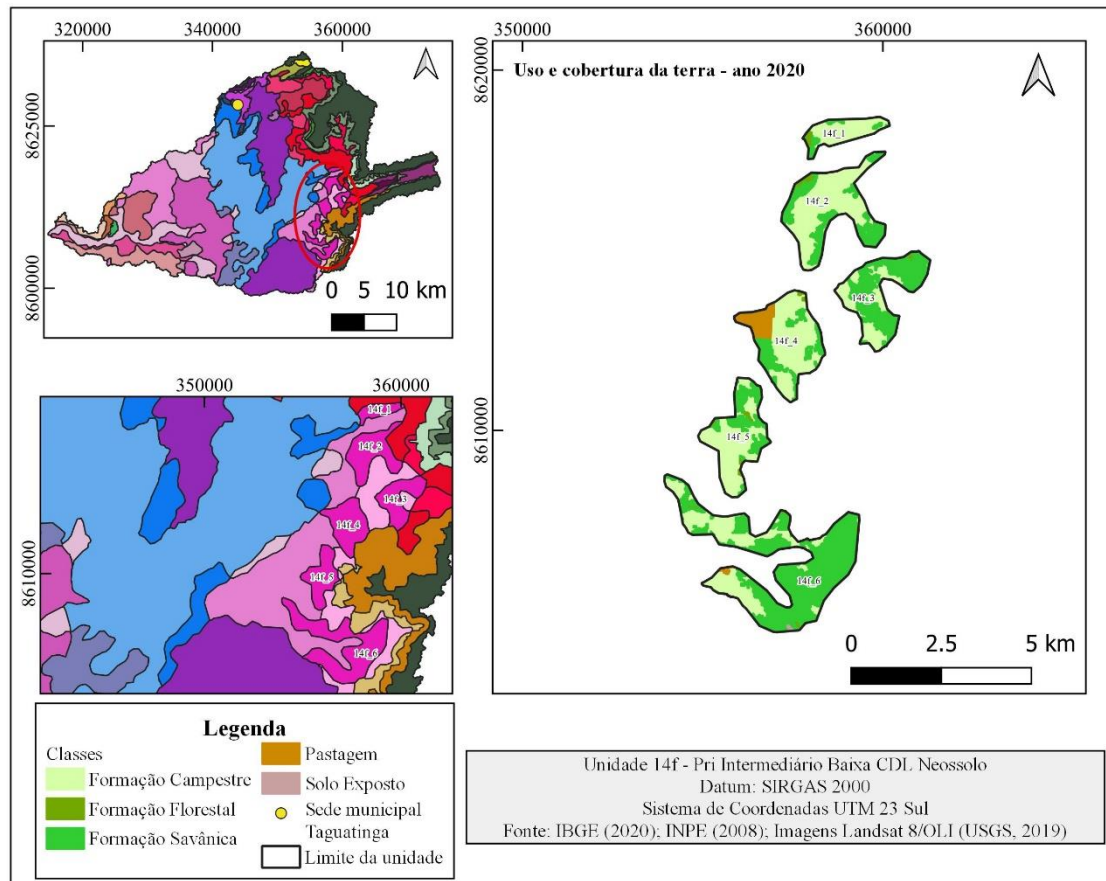 320000 340000 360000
8625000
8600000
0 5 10 km
350000 360000
Uso e cobertura da terra - ano 2020
8620000
8610000
14f_1
14f_2
14f_3
14f_4
14f_5
14f_6
0 2.5 5 km
350000 360000
8610000
14f_1
14f_2
14f_3
14f_4
14f_5
14f_6
Legenda
Classes
Formação Campestre
Formação Florestal
Formação Savânica
Pastagem
Solo Exposto
Sede municipal
Taguatinga
Limite da unidade
Unidade 14f - Pri Intermediário Baixa CDL Neossolo
Datum: SIRGAS 2000
Sistema de Coordenadas UTM 23 Sul
Fonte: IBGE (2020); INPE (2008); Imagens Landsat 8/OLI (USGS, 2019)